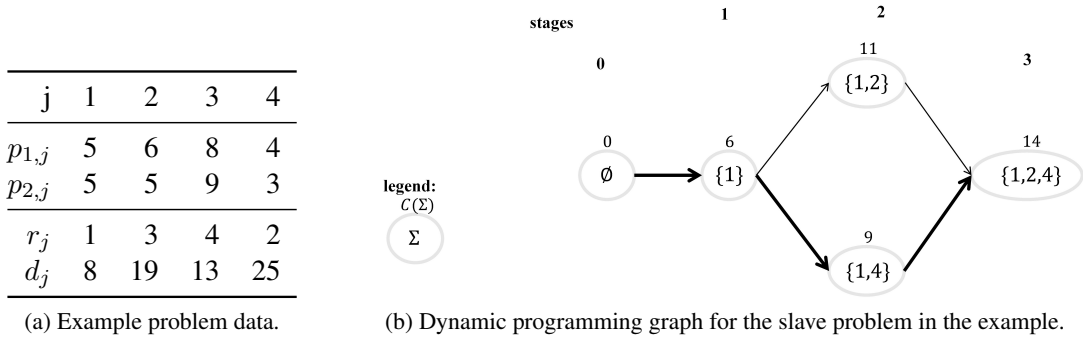 j 1 2 3 4
p1,j 5 6 8 4
p2,j 5 5 9 3
rj 1 3 4 2
dj 8 19 13 25
(a) Example problem data.
stages
0
1
2
3
0
∅
6
{1}
11
{1,2}
9
{1,4}
14
{1,2,4}
legend:
C(Σ)
Σ
(b) Dynamic programming graph for the slave problem in the example.